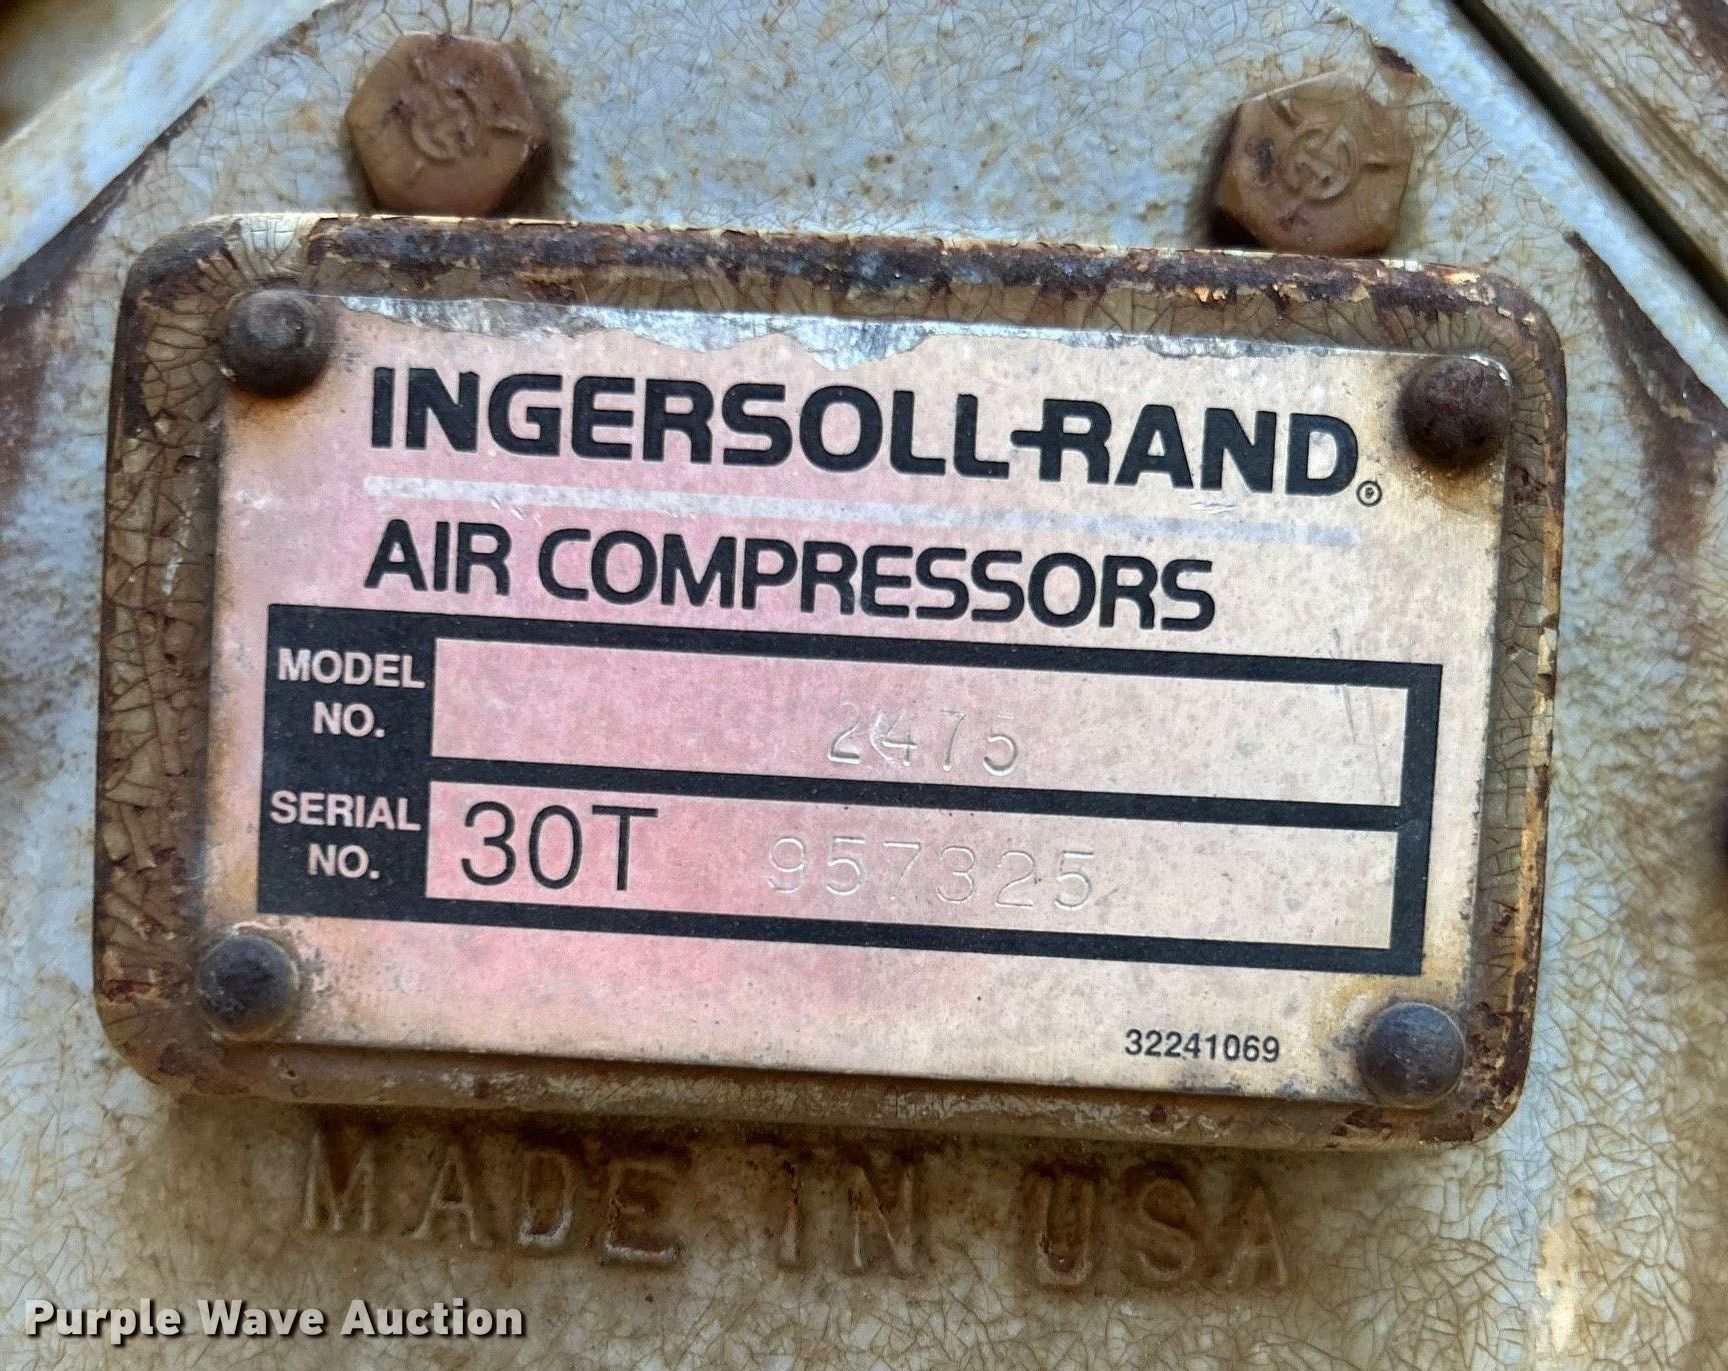 INGERSOLL-RAND®
AIR COMPRESSORS
MODEL NO. 2475
SERIAL NO. 30T 957325
32241069
MADE IN USA
Purple Wave Auction